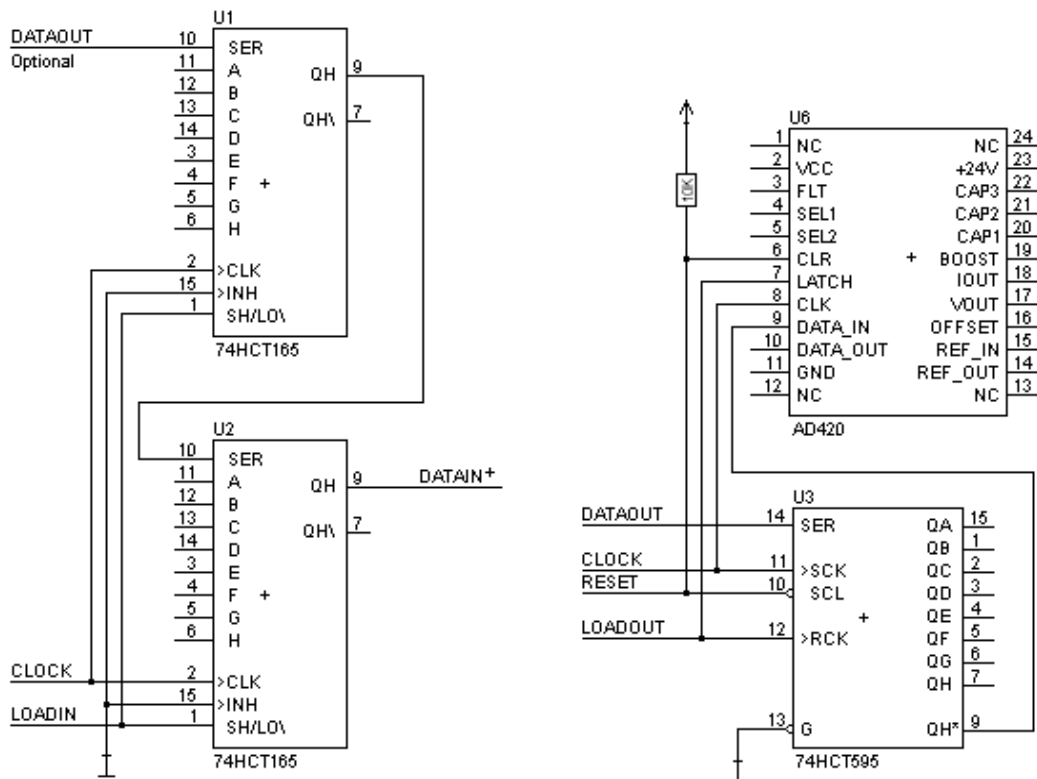 U1
DATAOUT 10 SER
Optional
11 A
12 B
13 C
14 D
3 E
4 F +
5 G
6 H
QH 9
QH\ 7
2 >CLK
15 >INH
1 SH/LO\
74HCT165
U2
10 SER
11 A
12 B
13 C
14 D
3 E
4 F +
5 G
6 H
QH 9 DATAIN+
QH\ 7
CLOCK 2 >CLK
15 >INH
LOADIN 1 SH/LO\
74HCT165
10K
U6
1 NC NC 24
2 VCC +24V 23
3 FLT CAP3 22
4 SEL1 CAP2 21
5 SEL2 CAP1 20
6 CLR + BOOST 19
7 LATCH IOUT 18
8 CLK VOUT 17
9 DATA_IN OFFSET 16
10 DATA_OUT REF_IN 15
11 GND REF_OUT 14
12 NC NC 13
AD420
U3
DATAOUT 14 SER QA 15
QB 1
CLOCK 11 >SCK QC 2
RESET 10 SCL QD 3
QE 4
LOADOUT 12 >RCK + QF 5
QG 6
QH 7
13 G QH* 9
74HCT595